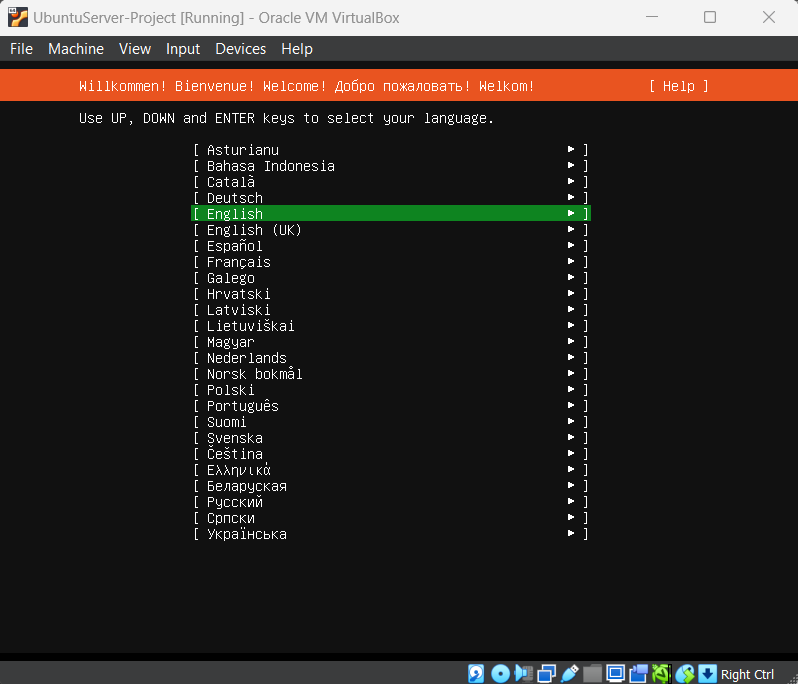 UbuntuServer-Project [Running] - Oracle VM VirtualBox
File Machine View Input Devices Help
Willkommen! Bienvenue! Welcome! Добро пожаловать! Welkom! [ Help ]
Use UP, DOWN and ENTER keys to select your language.
[ Asturianu ► ]
[ Bahasa Indonesia ► ]
[ Català ► ]
[ Deutsch ► ]
[ English ► ]
[ English (UK) ► ]
[ Español ► ]
[ Français ► ]
[ Galego ► ]
[ Hrvatski ► ]
[ Latviski ► ]
[ Lietuviškai ► ]
[ Magyar ► ]
[ Nederlands ► ]
[ Norsk bokmål ► ]
[ Polski ► ]
[ Português ► ]
[ Suomi ► ]
[ Svenska ► ]
[ Čeština ► ]
[ Ελληνικά ► ]
[ Беларуская ► ]
[ Русский ► ]
[ Српски ► ]
[ Українська ► ]
Right Ctrl